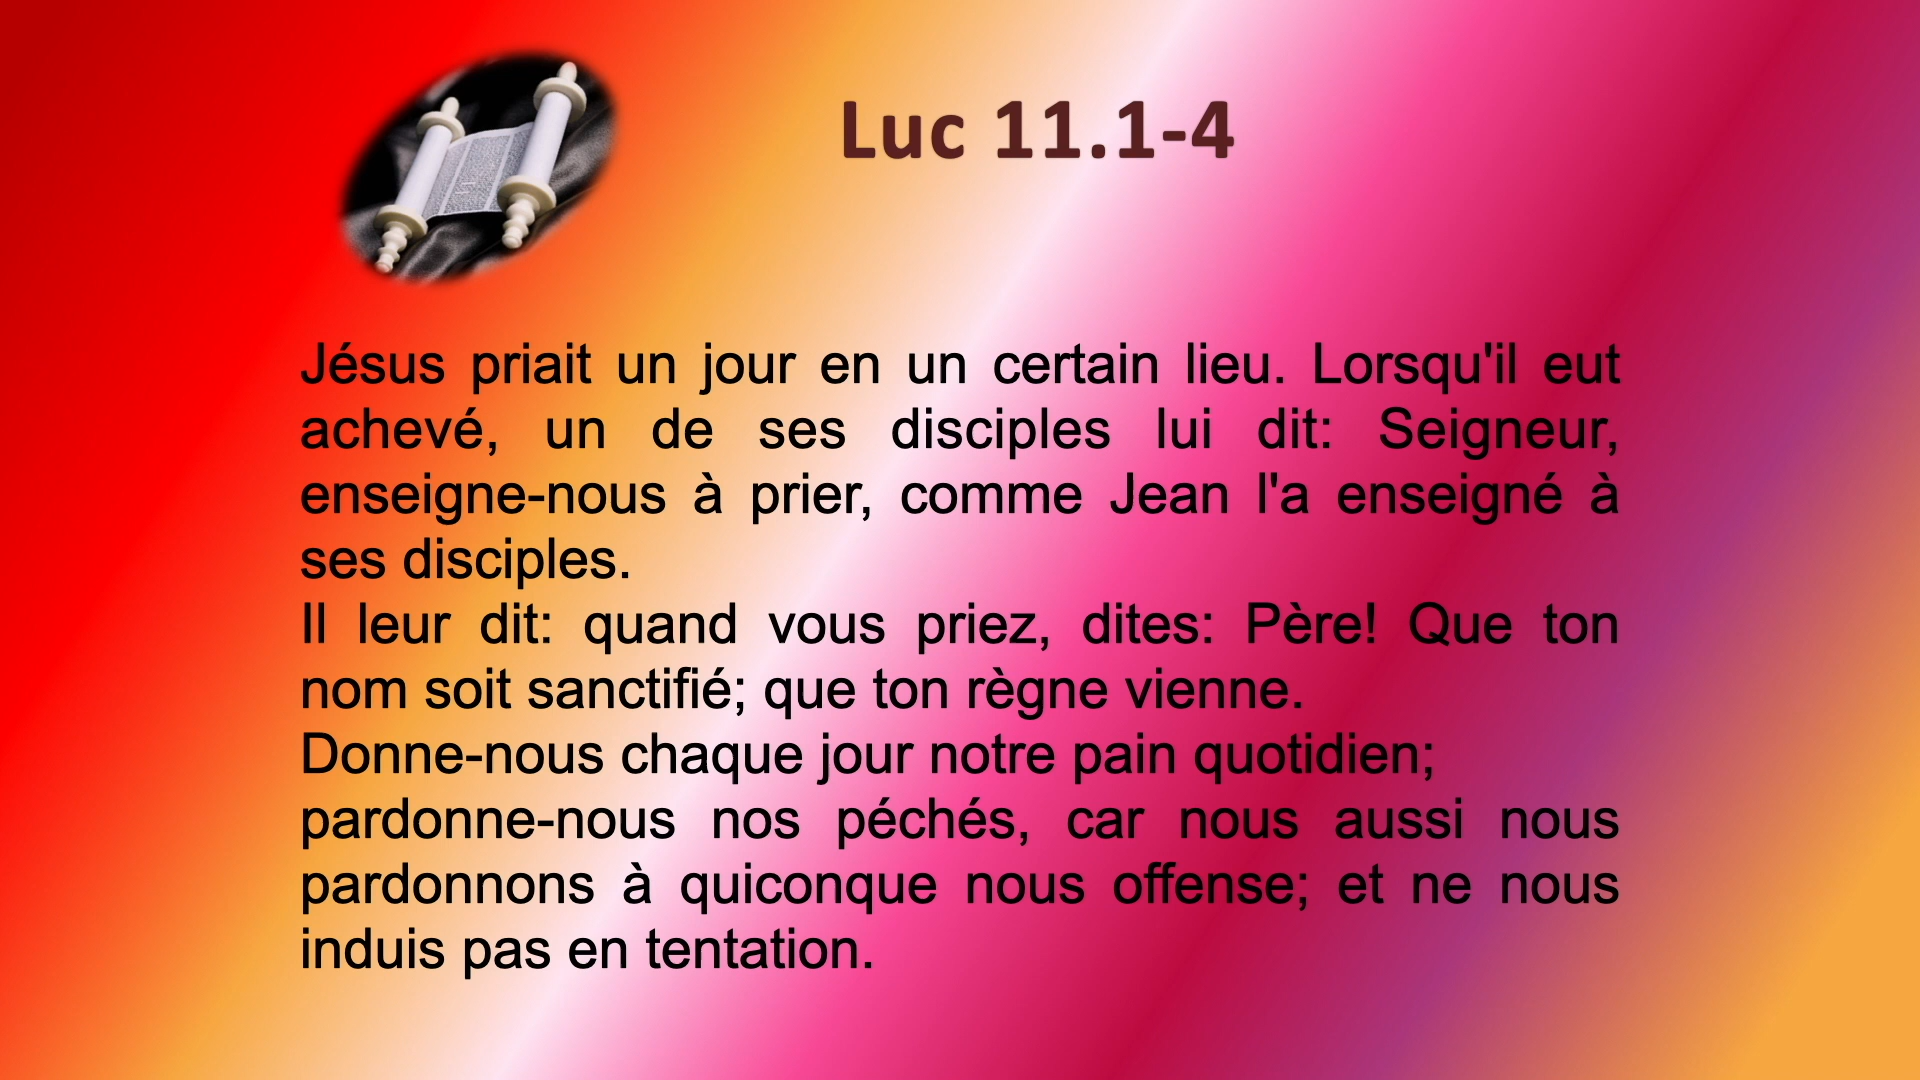 Luc 11.1-4
Jésus priait un jour en un certain lieu. Lorsqu'il eut
achevé, un de ses disciples lui dit: Seigneur,
enseigne-nous à prier, comme Jean l'a enseigné à
ses disciples.
Il leur dit: quand vous priez, dites: Père! Que ton
nom soit sanctifié; que ton règne vienne.
Donne-nous chaque jour notre pain quotidien;
pardonne-nous nos péchés, car nous aussi nous
pardonnons à quiconque nous offense; et ne nous
induis pas en tentation.